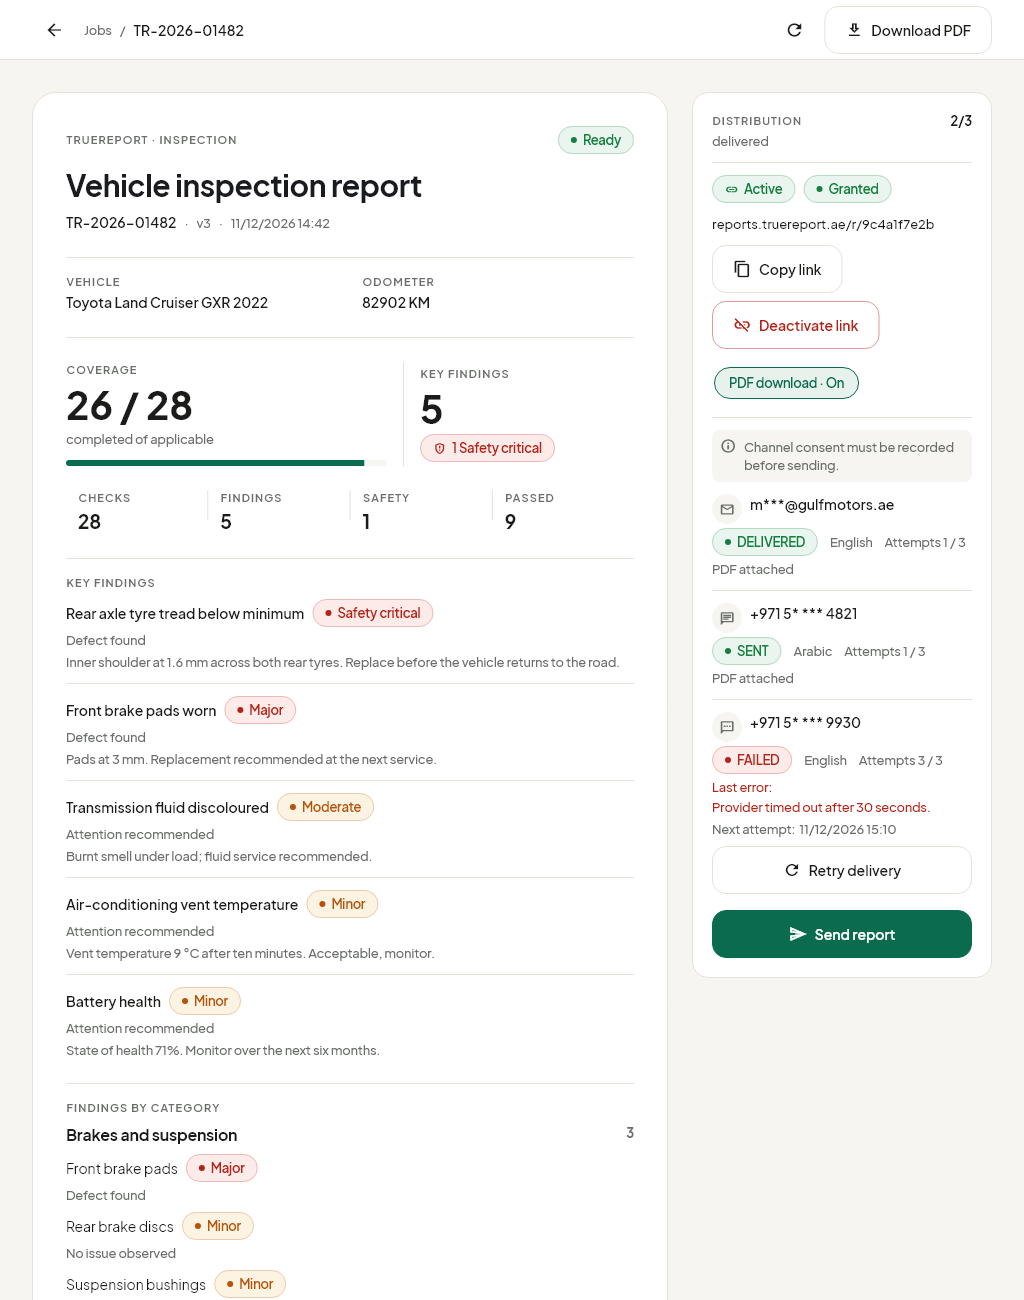 Jobs / TR-2026-01482
Download PDF
TRUEREPORT · INSPECTION
Ready
Vehicle inspection report
TR-2026-01482 · v3 · 11/12/2026 14:42
VEHICLE
Toyota Land Cruiser GXR 2022
ODOMETER
82902 KM
COVERAGE
26 / 28
completed of applicable
KEY FINDINGS
5
1 Safety critical
CHECKS
28
FINDINGS
5
SAFETY
1
PASSED
9
KEY FINDINGS
Rear axle tyre tread below minimum Safety critical
Defect found
Inner shoulder at 1.6 mm across both rear tyres. Replace before the vehicle returns to the road.
Front brake pads worn Major
Defect found
Pads at 3 mm. Replacement recommended at the next service.
Transmission fluid discoloured Moderate
Attention recommended
Burnt smell under load; fluid service recommended.
Air-conditioning vent temperature Minor
Attention recommended
Vent temperature 9 °C after ten minutes. Acceptable, monitor.
Battery health Minor
Attention recommended
State of health 71%. Monitor over the next six months.
FINDINGS BY CATEGORY
Brakes and suspension 3
Front brake pads Major
Defect found
Rear brake discs Minor
No issue observed
Suspension bushings Minor
DISTRIBUTION 2/3
delivered
Active Granted
reports.truereport.ae/r/9c4a1f7e2b
Copy link
Deactivate link
PDF download · On
Channel consent must be recorded
before sending.
m***@gulfmotors.ae
DELIVERED English Attempts 1 / 3
PDF attached
+971 5* *** 4821
SENT Arabic Attempts 1 / 3
PDF attached
+971 5* *** 9930
FAILED English Attempts 3 / 3
Last error:
Provider timed out after 30 seconds.
Next attempt: 11/12/2026 15:10
Retry delivery
Send report